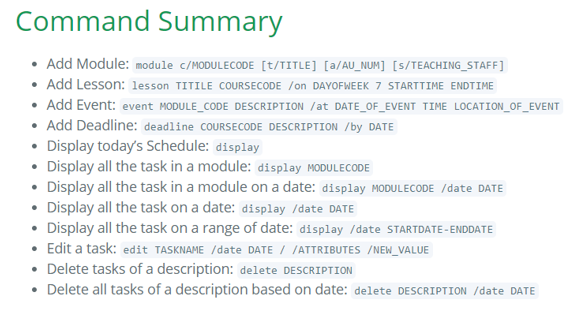 Command Summary
Add Module: module c/MODULECODE [t/TITLE] [a/AU_NUM] [s/TEACHING_STAFF]
Add Lesson: lesson TITILE COURSECODE /on DAYOFWEEK 7 STARTTIME ENDTIME
Add Event: event MODULE_CODE DESCRIPTION /at DATE_OF_EVENT TIME LOCATION_OF_EVENT
Add Deadline: deadline COURSECODE DESCRIPTION /by DATE
Display today's Schedule: display
Display all the task in a module: display MODULECODE
Display all the task in a module on a date: display MODULECODE /date DATE
Display all the task on a date: display /date DATE
Display all the task on a range of date: display /date STARTDATE-ENDDATE
Edit a task: edit TASKNAME /date DATE / /ATTRIBUTES /NEW_VALUE
Delete tasks of a description: delete DESCRIPTION
Delete all tasks of a description based on date: delete DESCRIPTION /date DATE